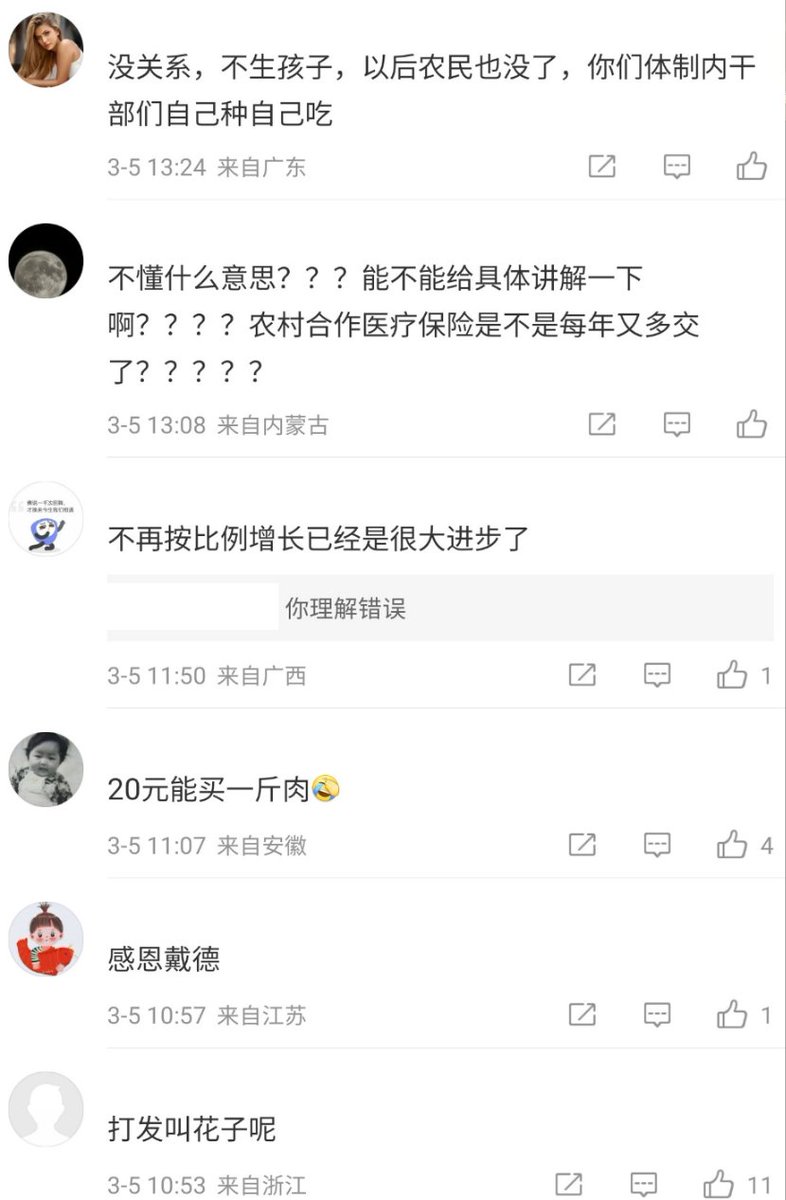 没关系，不生孩子，以后农民也没了，你们体制内干
部们自己种自己吃
3-5 13:24 来自广东
不懂什么意思？？？能不能给具体讲解一下
啊？？？？农村合作医疗保险是不是每年又多交
了？？？？？
3-5 13:08 来自内蒙古
不再按比例增长已经是很大进步了
你理解错误
3-5 11:50 来自广西
1
20元能买一斤肉🤣
3-5 11:07 来自安徽
4
感恩戴德
3-5 10:57 来自江苏
1
打发叫花子呢
3-5 10:53 来自浙江
11